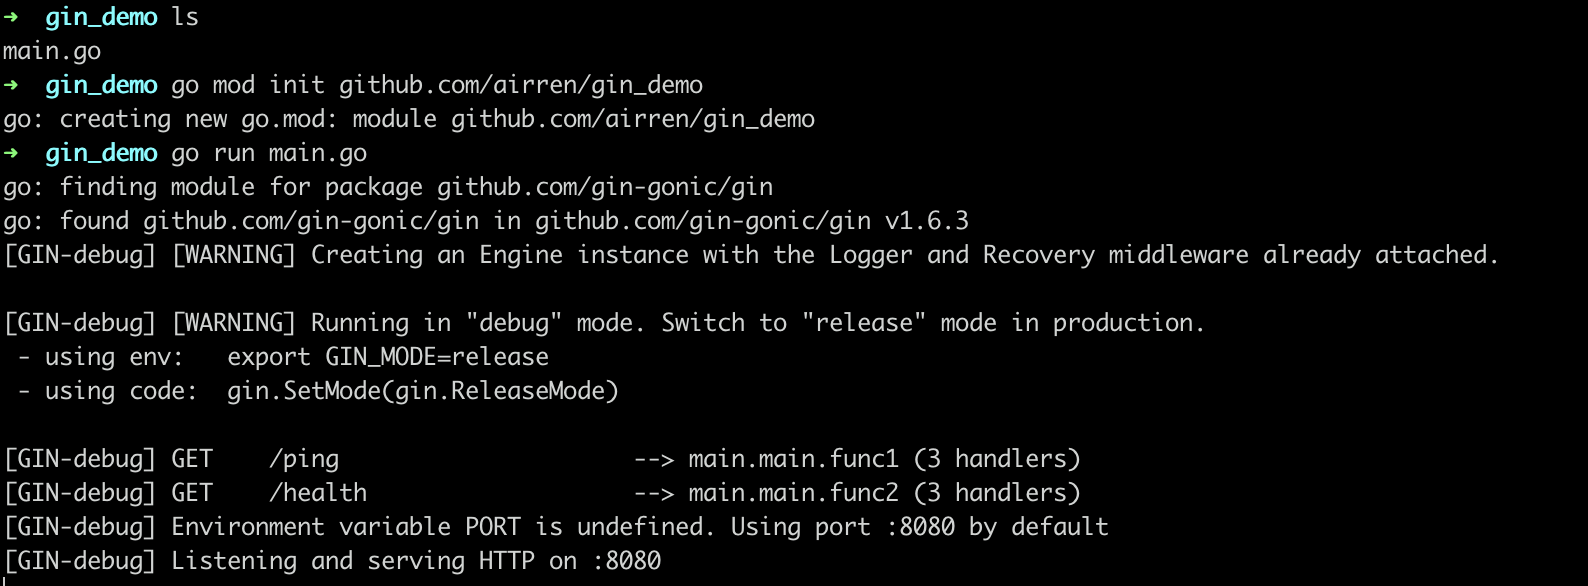 ➜  gin_demo ls
main.go
➜  gin_demo go mod init github.com/airren/gin_demo
go: creating new go.mod: module github.com/airren/gin_demo
➜  gin_demo go run main.go
go: finding module for package github.com/gin-gonic/gin
go: found github.com/gin-gonic/gin in github.com/gin-gonic/gin v1.6.3
[GIN-debug] [WARNING] Creating an Engine instance with the Logger and Recovery middleware already attached.

[GIN-debug] [WARNING] Running in "debug" mode. Switch to "release" mode in production.
 - using env:   export GIN_MODE=release
 - using code:  gin.SetMode(gin.ReleaseMode)

[GIN-debug] GET    /ping                     --> main.main.func1 (3 handlers)
[GIN-debug] GET    /health                   --> main.main.func2 (3 handlers)
[GIN-debug] Environment variable PORT is undefined. Using port :8080 by default
[GIN-debug] Listening and serving HTTP on :8080